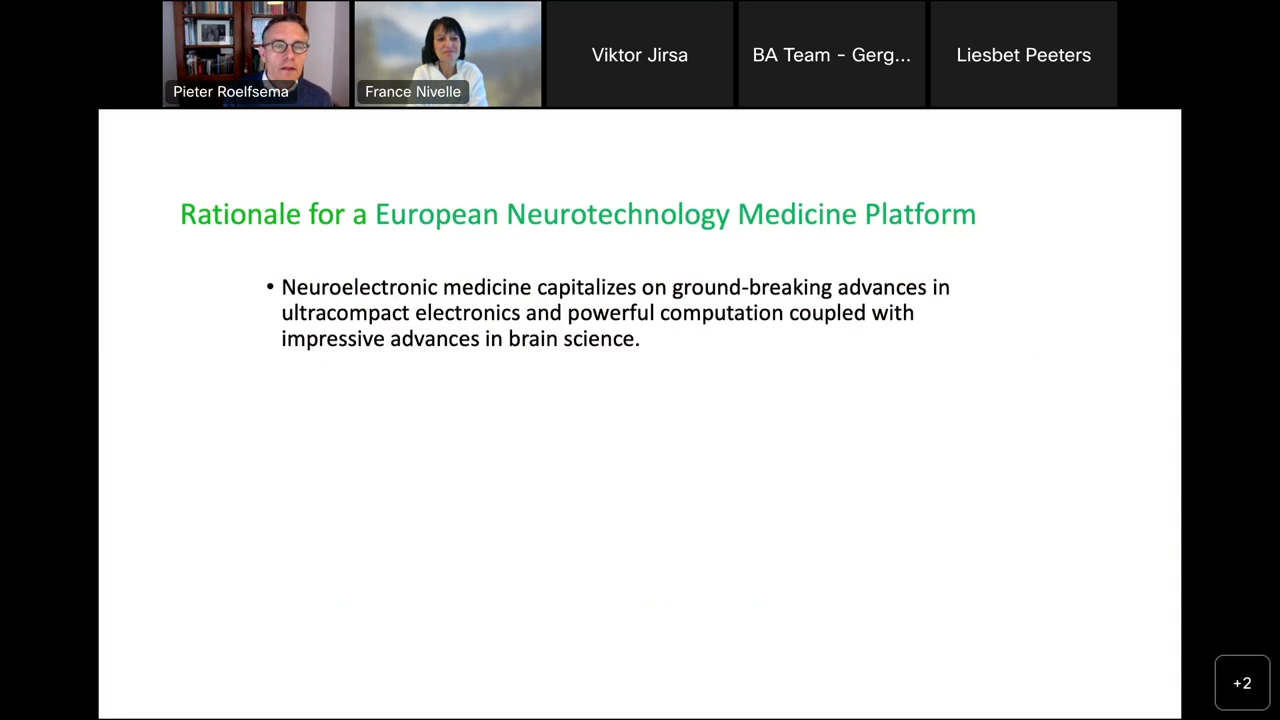 Pieter Roelfsema
France Nivelle
Viktor Jirsa
BA Team - Gerg...
Liesbet Peeters
Rationale for a European Neurotechnology Medicine Platform
• Neuroelectronic medicine capitalizes on ground-breaking advances in
ultracompact electronics and powerful computation coupled with
impressive advances in brain science.
+2